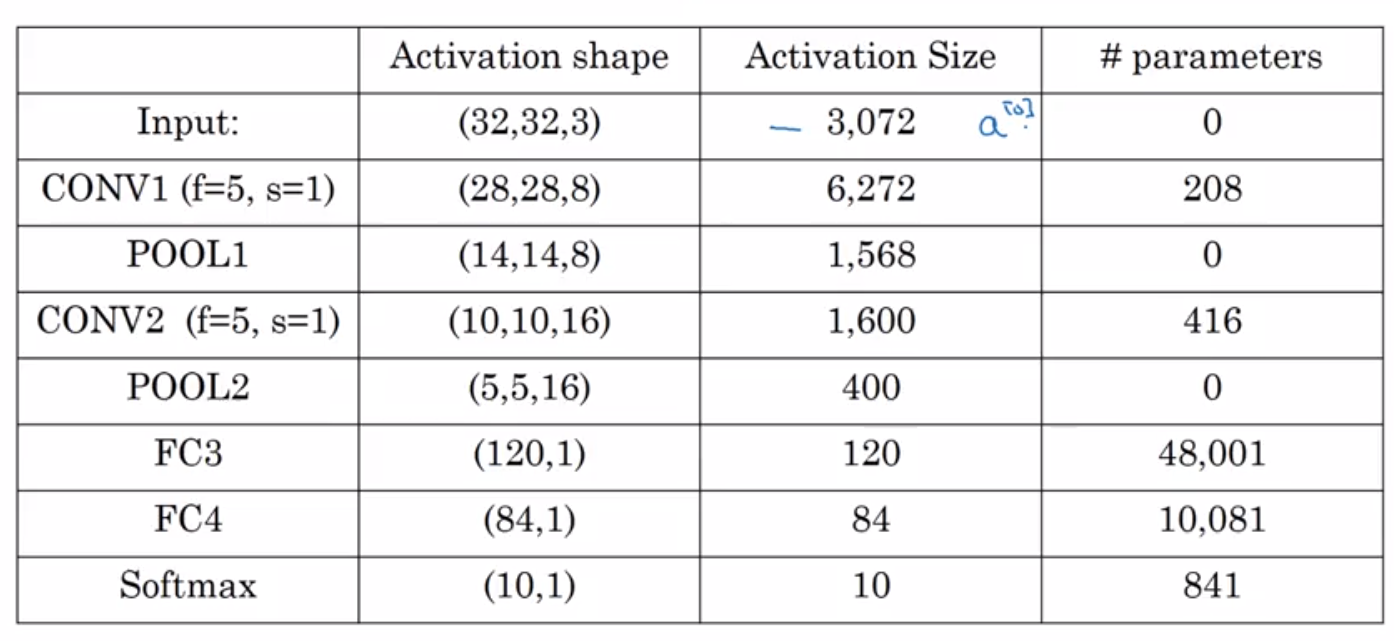 Activation shape Activation Size # parameters
Input: (32,32,3) — 3,072 a[0] 0
CONV1 (f=5, s=1) (28,28,8) 6,272 208
POOL1 (14,14,8) 1,568 0
CONV2 (f=5, s=1) (10,10,16) 1,600 416
POOL2 (5,5,16) 400 0
FC3 (120,1) 120 48,001
FC4 (84,1) 84 10,081
Softmax (10,1) 10 841